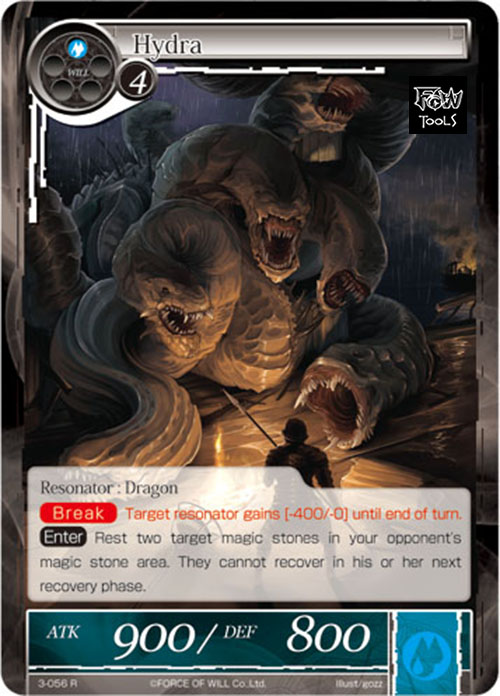 Hydra
WILL
4
FOW
TOOLS
Resonator : Dragon
Break Target resonator gains [-400/-0] until end of turn.
Enter Rest two target magic stones in your opponent's
magic stone area. They cannot recover in his or her next
recovery phase.
ATK 900/ DEF 800
3-056 R ©FORCE OF WILL Co.,Ltd. Illust/gozz